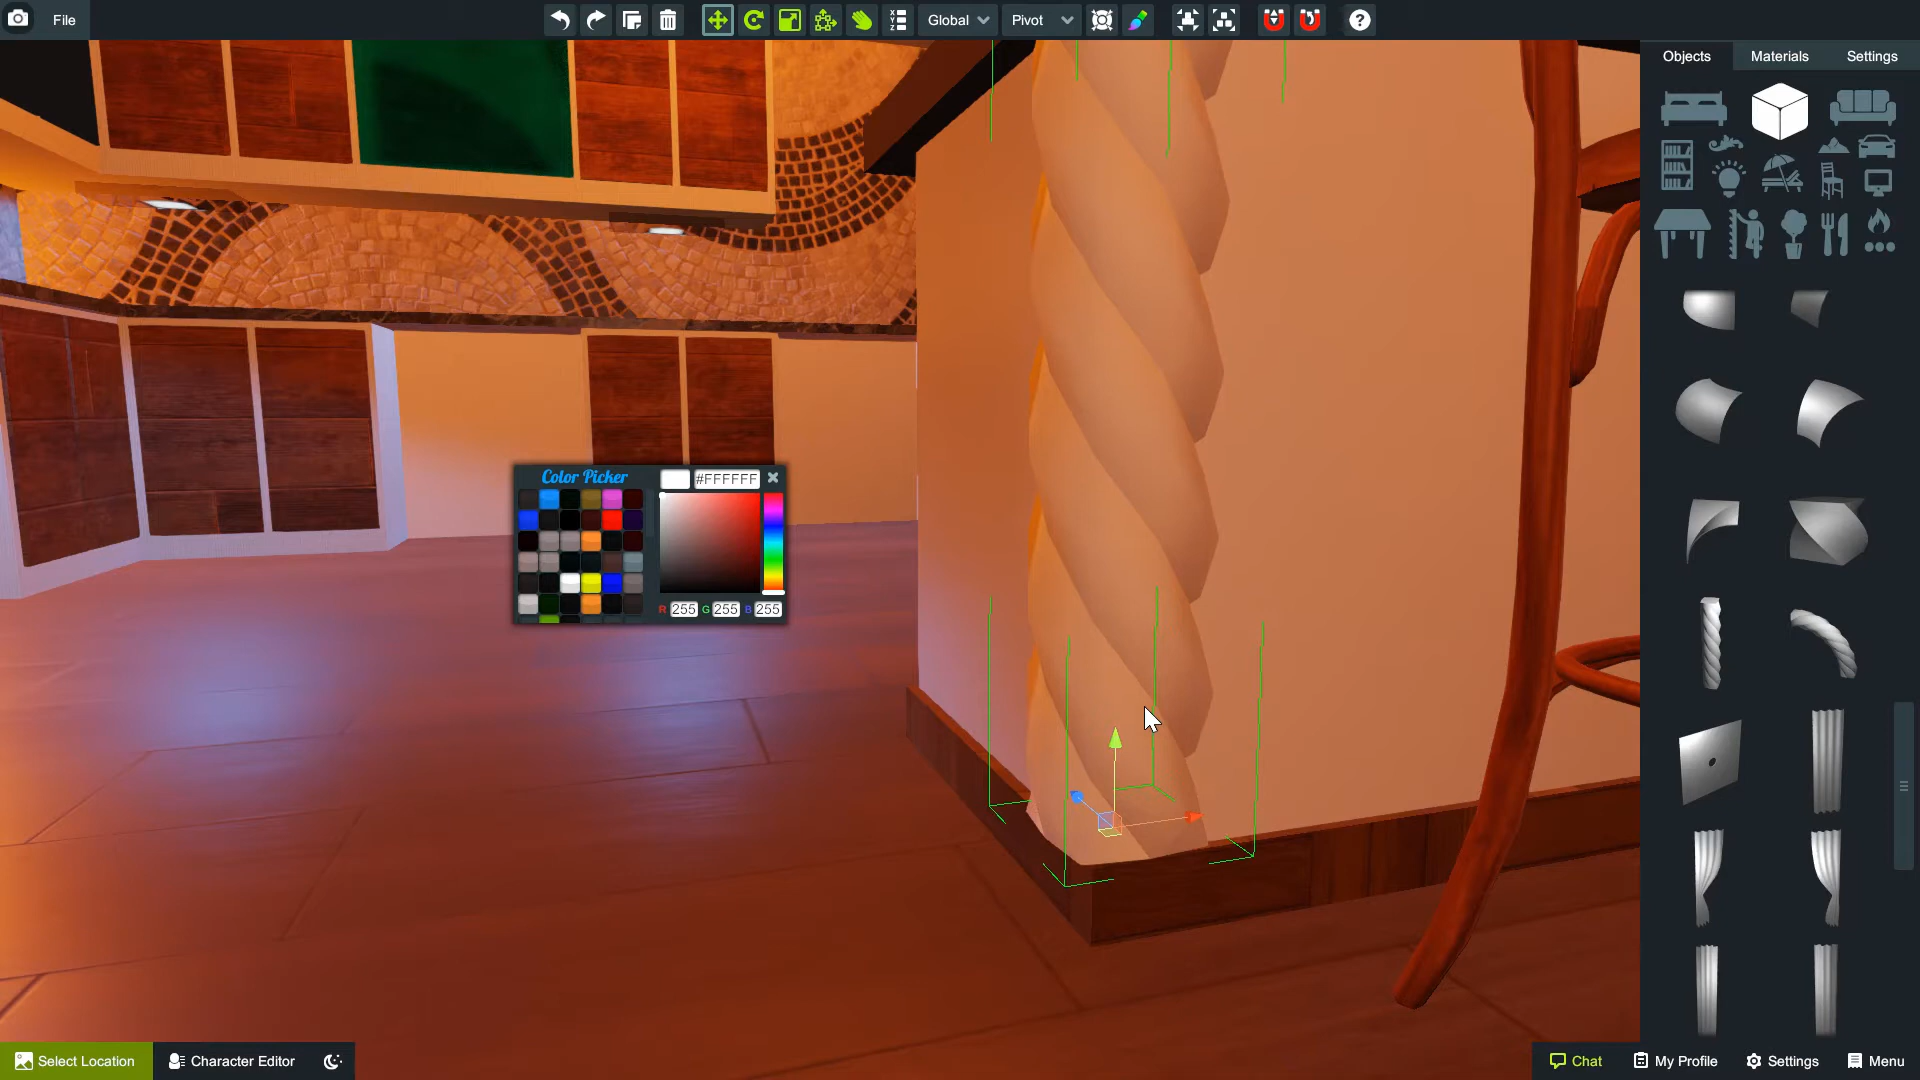 File
Global
Pivot
Objects
Materials
Settings
X
Y
Z
Color Picker
#FFFFFF
R 255 G 255 B 255
Select Location
Character Editor
Chat
My Profile
Settings
Menu